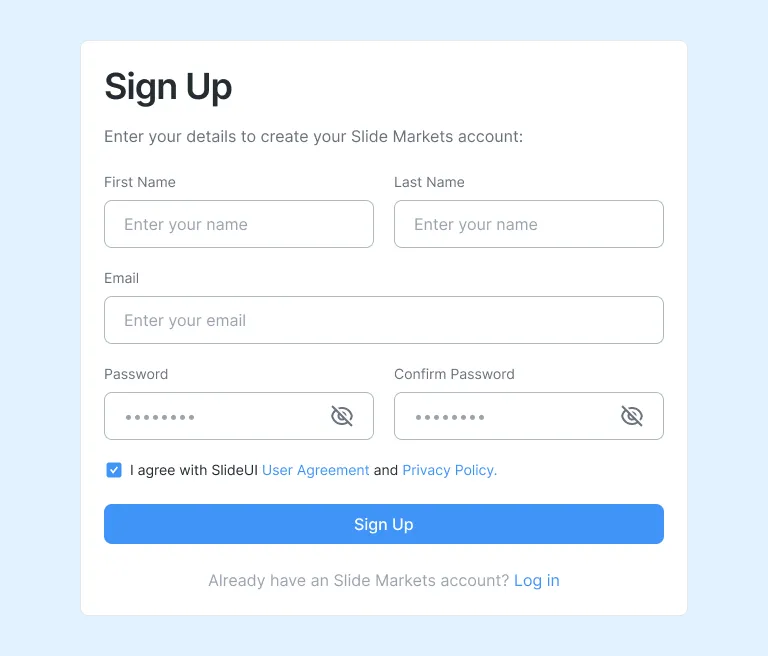 Sign Up
Enter your details to create your Slide Markets account:
First Name Last Name
Enter your name Enter your name
Email
Enter your email
Password Confirm Password
•••••••• ••••••••
I agree with SlideUI User Agreement and Privacy Policy.
Sign Up
Already have an Slide Markets account? Log in